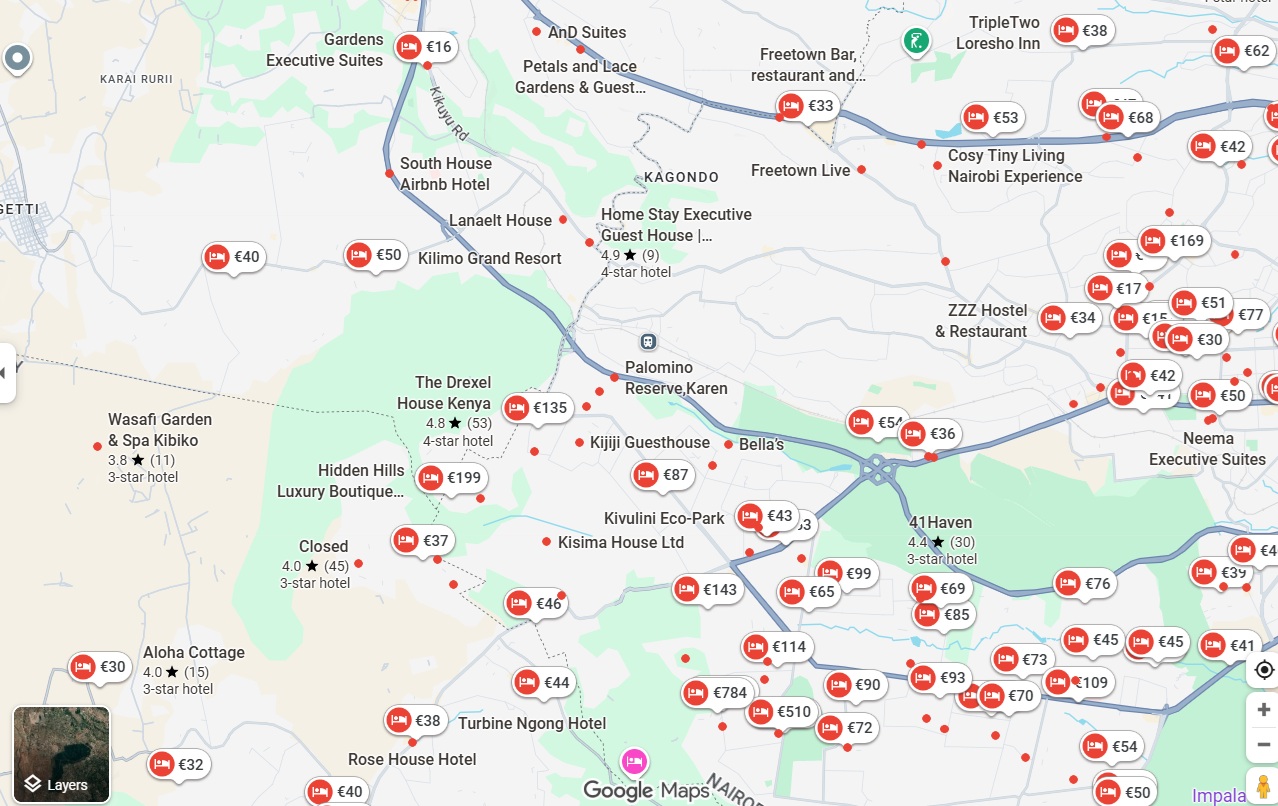 Gardens
Executive Suites
€16
AnD Suites
Petals and Lace
Gardens & Guest...
Freetown Bar,
restaurant and...
€33
TripleTwo
Loresho Inn
€38
€62
KARAI RURII
Kikuyu Rd
€53
€68
€42
South House
Airbnb Hotel
KAGONDO
Freetown Live
Cosy Tiny Living
Nairobi Experience
GETTI
Lanaelt House
Home Stay Executive
Guest House |...
4.9 ★ (9)
4-star hotel
€40
€50
Kilimo Grand Resort
€169
€17
€51
€77
ZZZ Hostel
& Restaurant
€34
€15
€30
Palomino
Reserve,Karen
€42
€50
The Drexel
House Kenya
4.8 ★ (53)
4-star hotel
€135
Wasafi Garden
& Spa Kibiko
3.8 ★ (11)
3-star hotel
Kijiji Guesthouse
Bella's
€54
€36
Neema
Executive Suites
Hidden Hills
Luxury Boutique...
€199
€87
Kivulini Eco-Park
€43
41Haven
4.4 ★ (30)
3-star hotel
Closed
4.0 ★ (45)
3-star hotel
€37
Kisima House Ltd
€39
€99
€65
€69
€85
€76
€143
€46
€114
€45
€45
€41
Aloha Cottage
4.0 ★ (15)
3-star hotel
€30
€44
€784
€510
€90
€72
€93
€73
€70
€109
€38
Turbine Ngong Hotel
Rose House Hotel
€32
€40
€54
€50
Layers
Google Maps
Impala